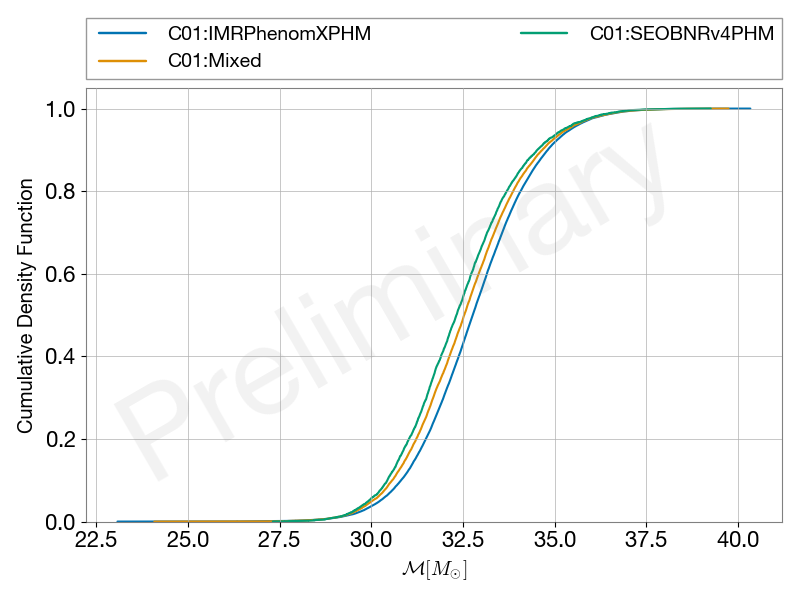 C01:IMRPhenomXPHM
C01:SEOBNRv4PHM
C01:Mixed
Preliminary
Cumulative Density Function
1.0
0.8
0.6
0.4
0.2
0.0
22.5 25.0 27.5 30.0 32.5 35.0 37.5 40.0
ℳ[M⊙]